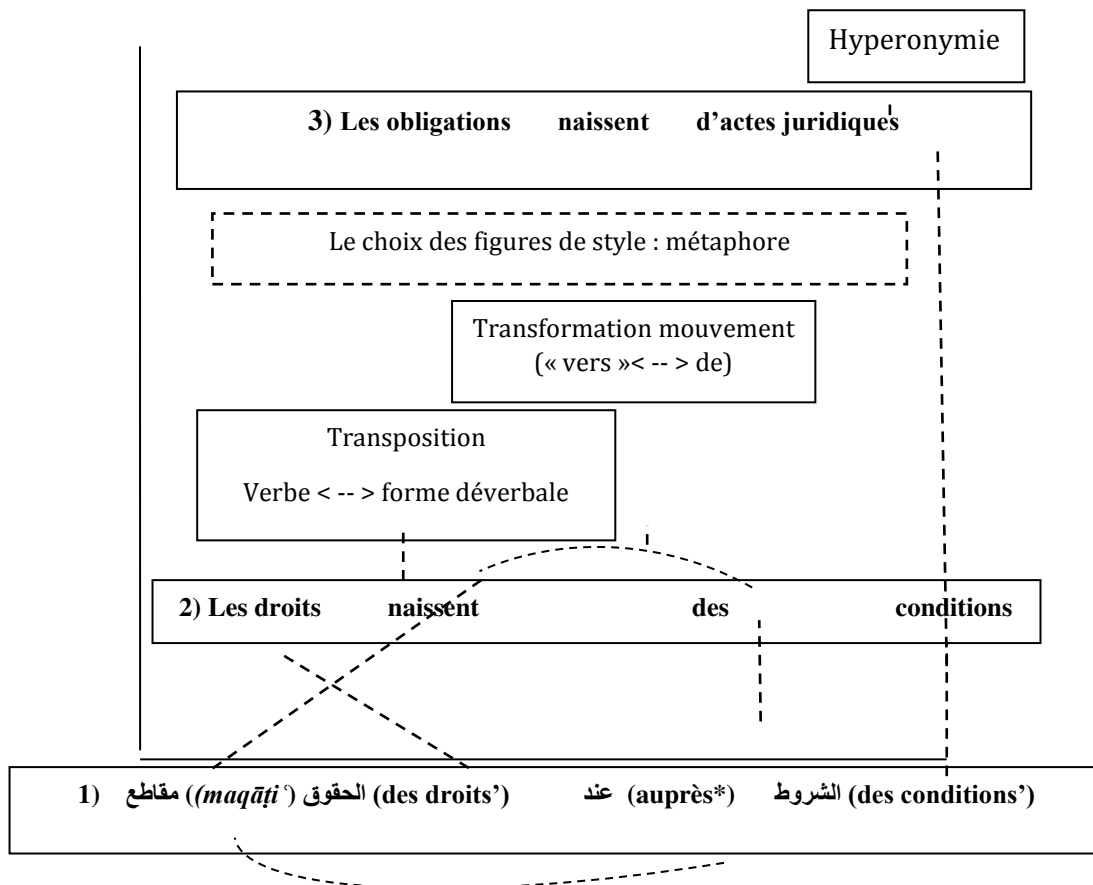 Hyperonymie
3) Les obligations naissent d’actes juridiques
Le choix des figures de style : métaphore
Transformation mouvement
(« vers »< -- > de)
Transposition
Verbe < -- > forme déverbale
2) Les droits naissent des conditions
1) مقاطع ((maqāṭiʿ) الحقوق (des droits’) عند (auprès*) الشروط (des conditions’)